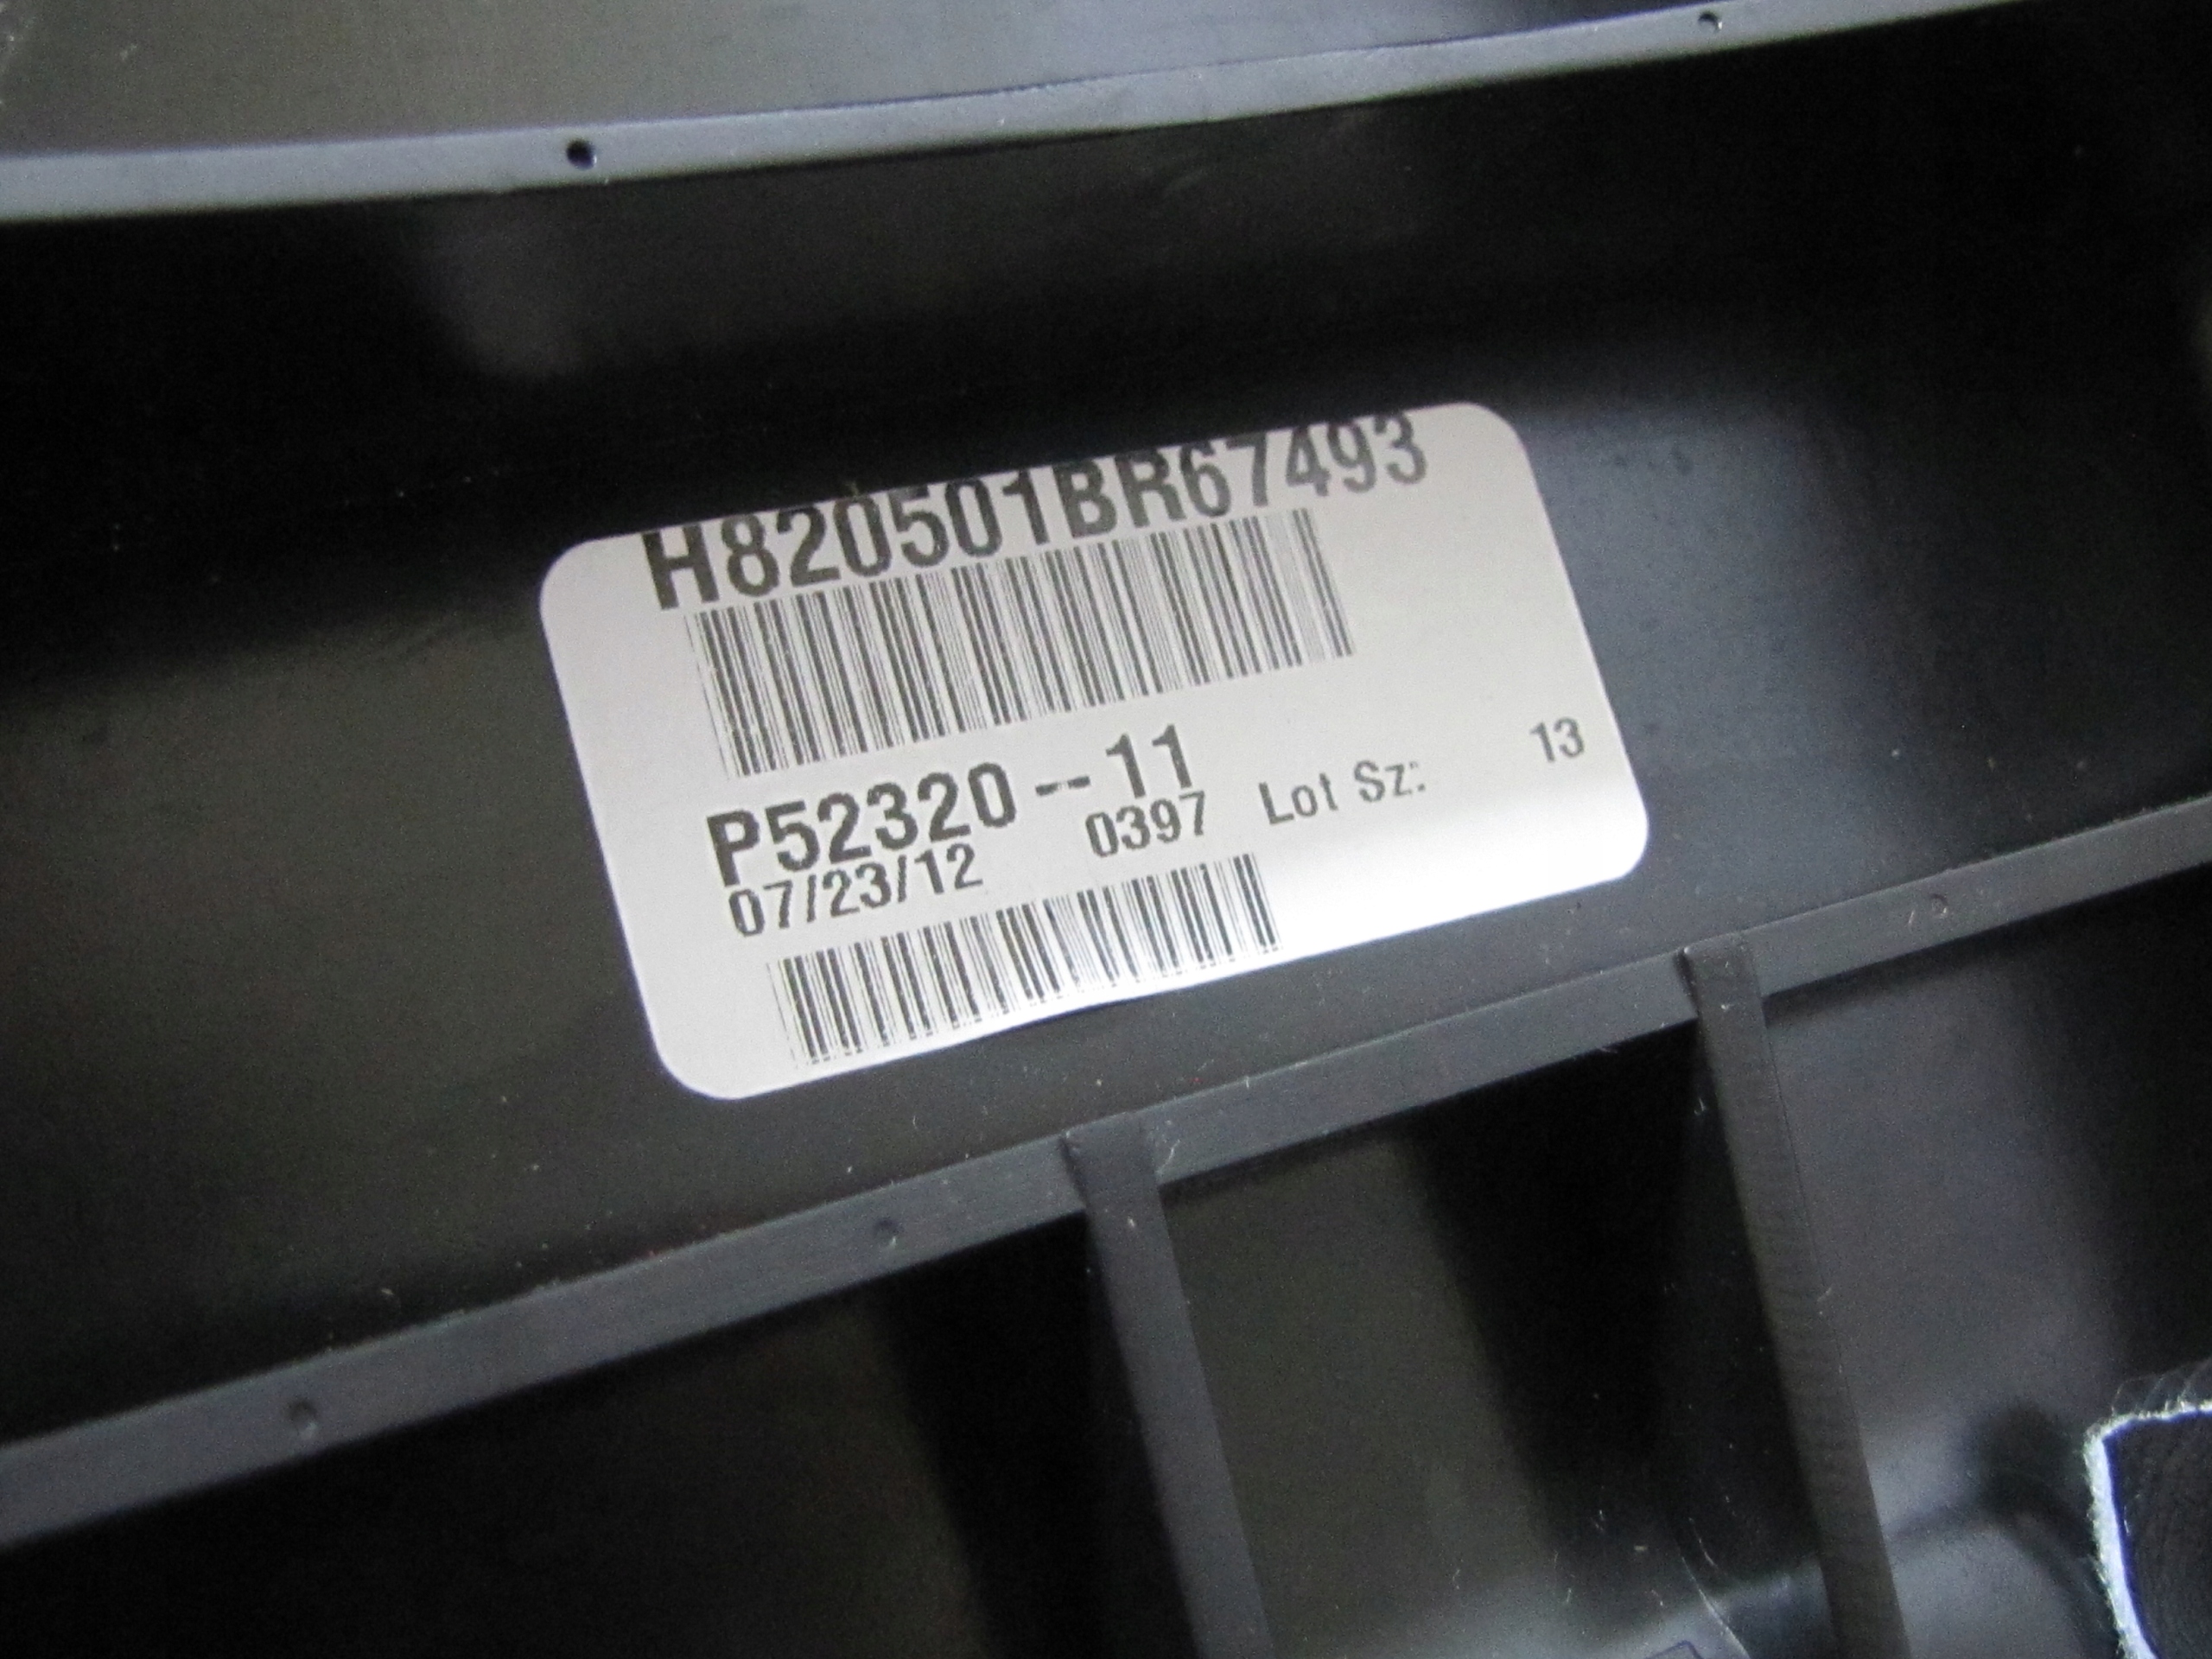 H820501BR67493
P52320--11
07/23/12 0397 Lot Sz: 13